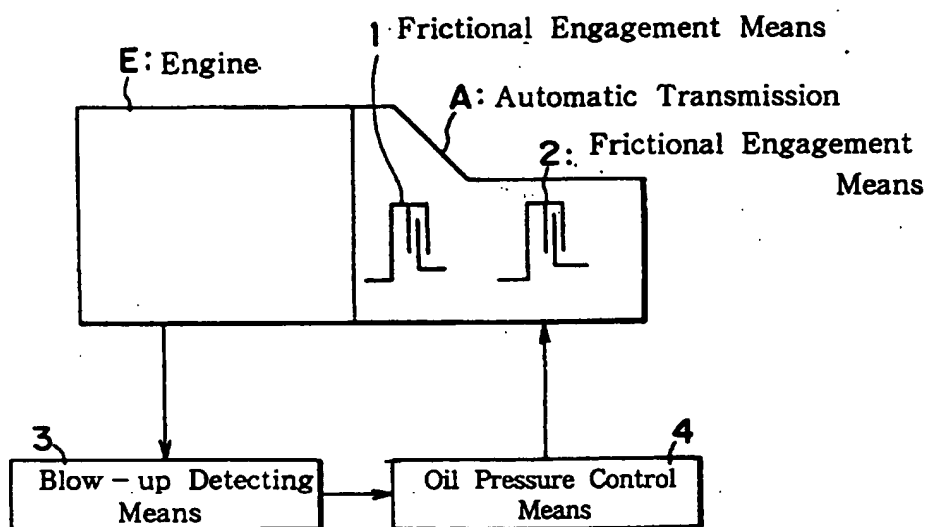 1 Frictional Engagement Means
E: Engine
A: Automatic Transmission
2: Frictional Engagement
Means
3
Blow-up Detecting
Means
4
Oil Pressure Control
Means